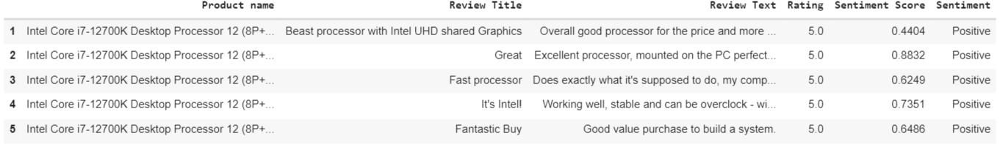 Product name Review Title Review Text Rating Sentiment Score Sentiment
1 Intel Core i7-12700K Desktop Processor 12 (8P+... Beast processor with Intel UHD shared Graphics Overall good processor for the price and more ... 5.0 0.4404 Positive
2 Intel Core i7-12700K Desktop Processor 12 (8P+... Great Excellent processor, mounted on the PC perfect... 5.0 0.8832 Positive
3 Intel Core i7-12700K Desktop Processor 12 (8P+... Fast processor Does exactly what it's supposed to do, my comp... 5.0 0.6249 Positive
4 Intel Core i7-12700K Desktop Processor 12 (8P+... It's Intel! Working well, stable and can be overclock - wi... 5.0 0.7351 Positive
5 Intel Core i7-12700K Desktop Processor 12 (8P+... Fantastic Buy Good value purchase to build a system. 5.0 0.6486 Positive